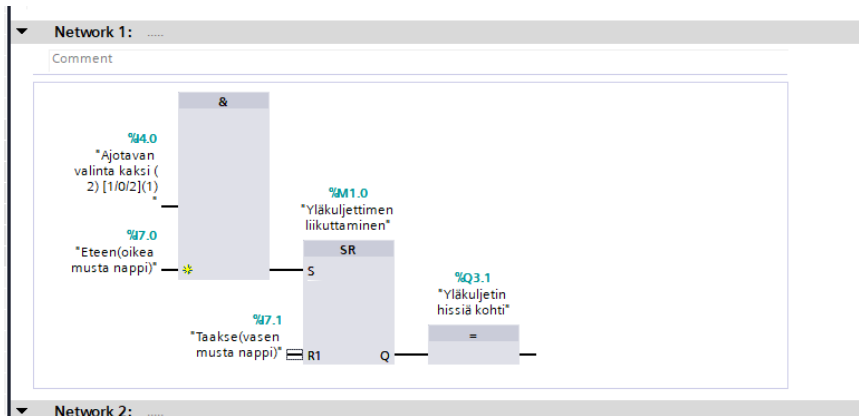 Network 1: .....
Comment
&
%I4.0
"Ajotavan
valinta kaksi (
2) [1/0/2](1)
"
%I7.0
"Eteen(oikea
musta nappi)"
%M1.0
"Yläkuljettimen
liikuttaminen"
SR
S
%I7.1
"Taakse(vasen
musta nappi)"
R1
Q
%Q3.1
"Yläkuljetin
hissiä kohti"
=
Network 2: .....